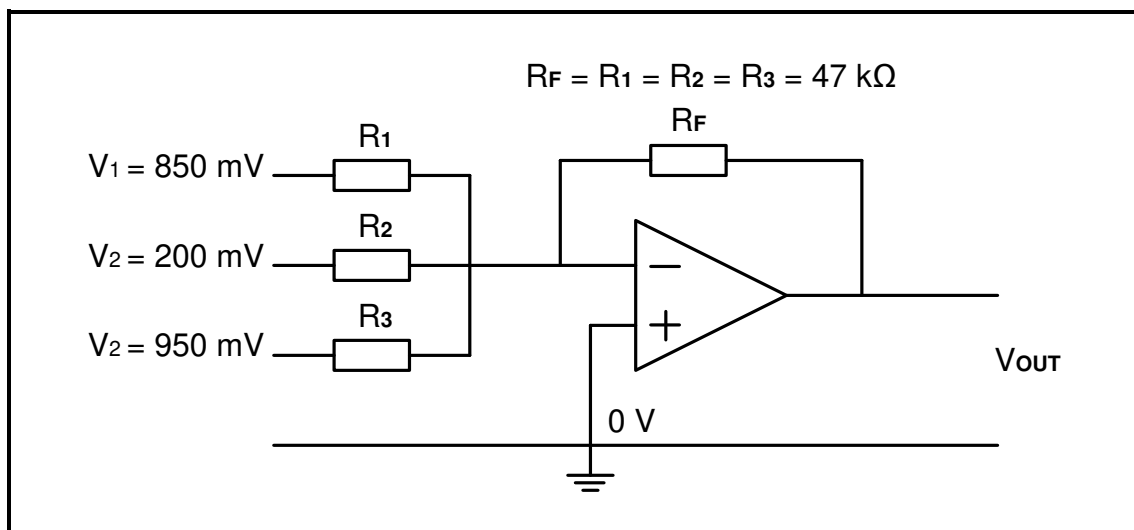 RF = R1 = R2 = R3 = 47 kΩ
RF
R1
V1 = 850 mV
R2
V2 = 200 mV
R3
V2 = 950 mV
−
+
VOUT
0 V